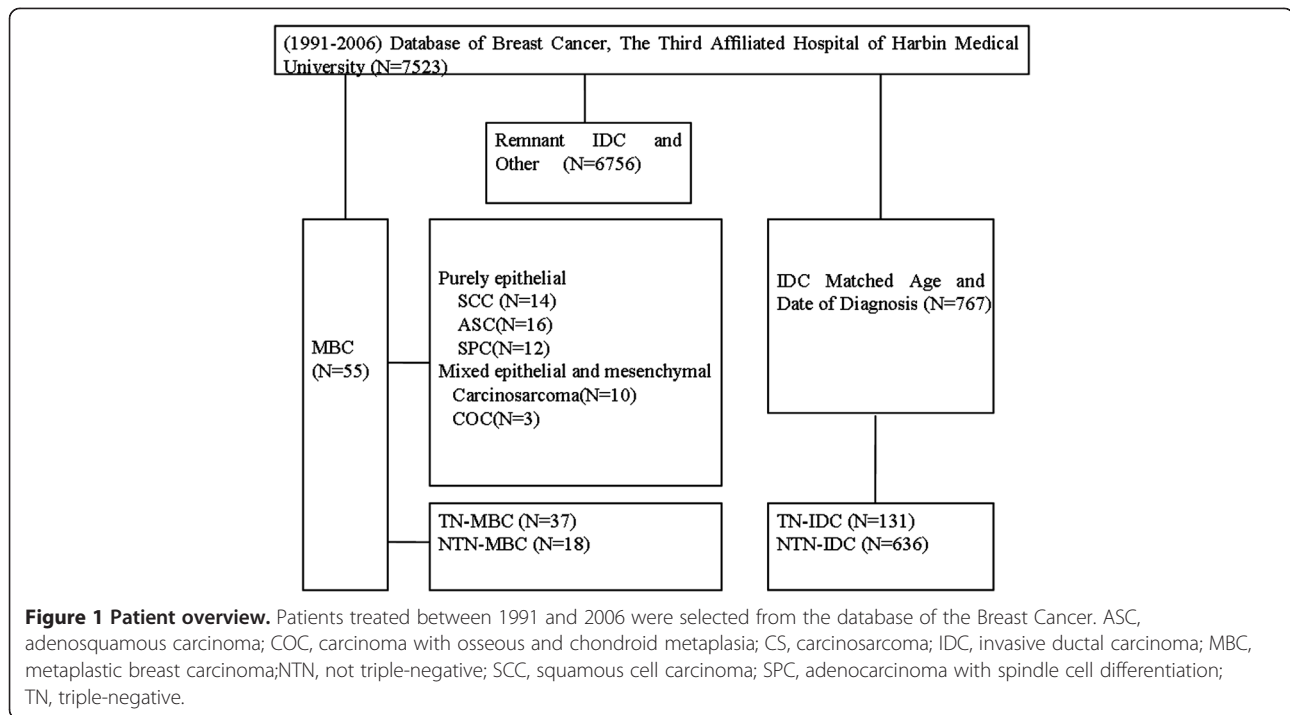 (1991-2006) Database of Breast Cancer, The Third Affiliated Hospital of Harbin Medical
University (N=7523)
Remnant IDC and
Other (N=6756)
MBC
(N=55)
Purely epithelial
SCC (N=14)
ASC(N=16)
SPC(N=12)
Mixed epithelial and mesenchymal
Carcinosarcoma(N=10)
COC(N=3)
IDC Matched Age and
Date of Diagnosis (N=767)
TN-MBC (N=37)
NTN-MBC (N=18)
TN-IDC (N=131)
NTN-IDC (N=636)
Figure 1 Patient overview. Patients treated between 1991 and 2006 were selected from the database of the Breast Cancer. ASC,
adenosquamous carcinoma; COC, carcinoma with osseous and chondroid metaplasia; CS, carcinosarcoma; IDC, invasive ductal carcinoma; MBC,
metaplastic breast carcinoma;NTN, not triple-negative; SCC, squamous cell carcinoma; SPC, adenocarcinoma with spindle cell differentiation;
TN, triple-negative.